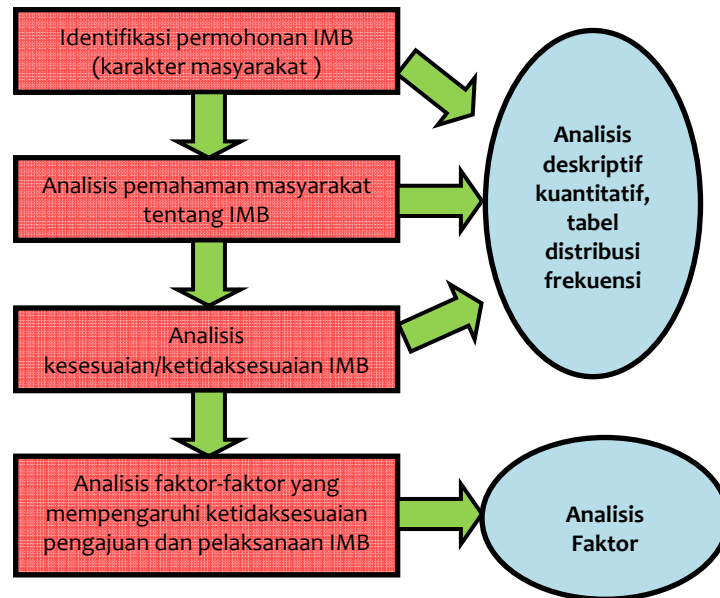 Identifikasi permohonan IMB
(karakter masyarakat )
Analisis pemahaman masyarakat
tentang IMB
Analisis
kesesuaian/ketidaksesuaian IMB
Analisis faktor-faktor yang
mempengaruhi ketidaksesuaian
pengajuan dan pelaksanaan IMB
Analisis
deskriptif
kuantitatif,
tabel
distribusi
frekuensi
Analisis
Faktor